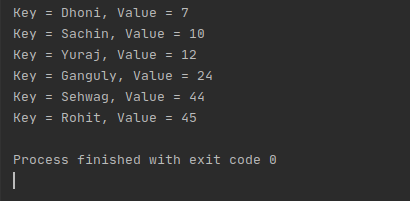 Key = Dhoni, Value = 7
Key = Sachin, Value = 10
Key = Yuraj, Value = 12
Key = Ganguly, Value = 24
Key = Sehwag, Value = 44
Key = Rohit, Value = 45
Process finished with exit code 0